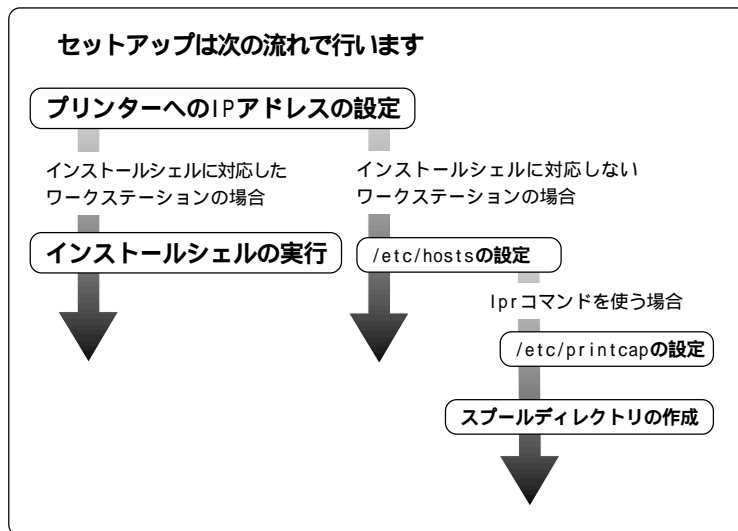 セットアップは次の流れで行います
プリンターへのIPアドレスの設定
インストールシェルに対応した
ワークステーションの場合
インストールシェルに対応しない
ワークステーションの場合
インストールシェルの実行
/etc/hostsの設定
lprコマンドを使う場合
/etc/printcapの設定
スプールディレクトリの作成